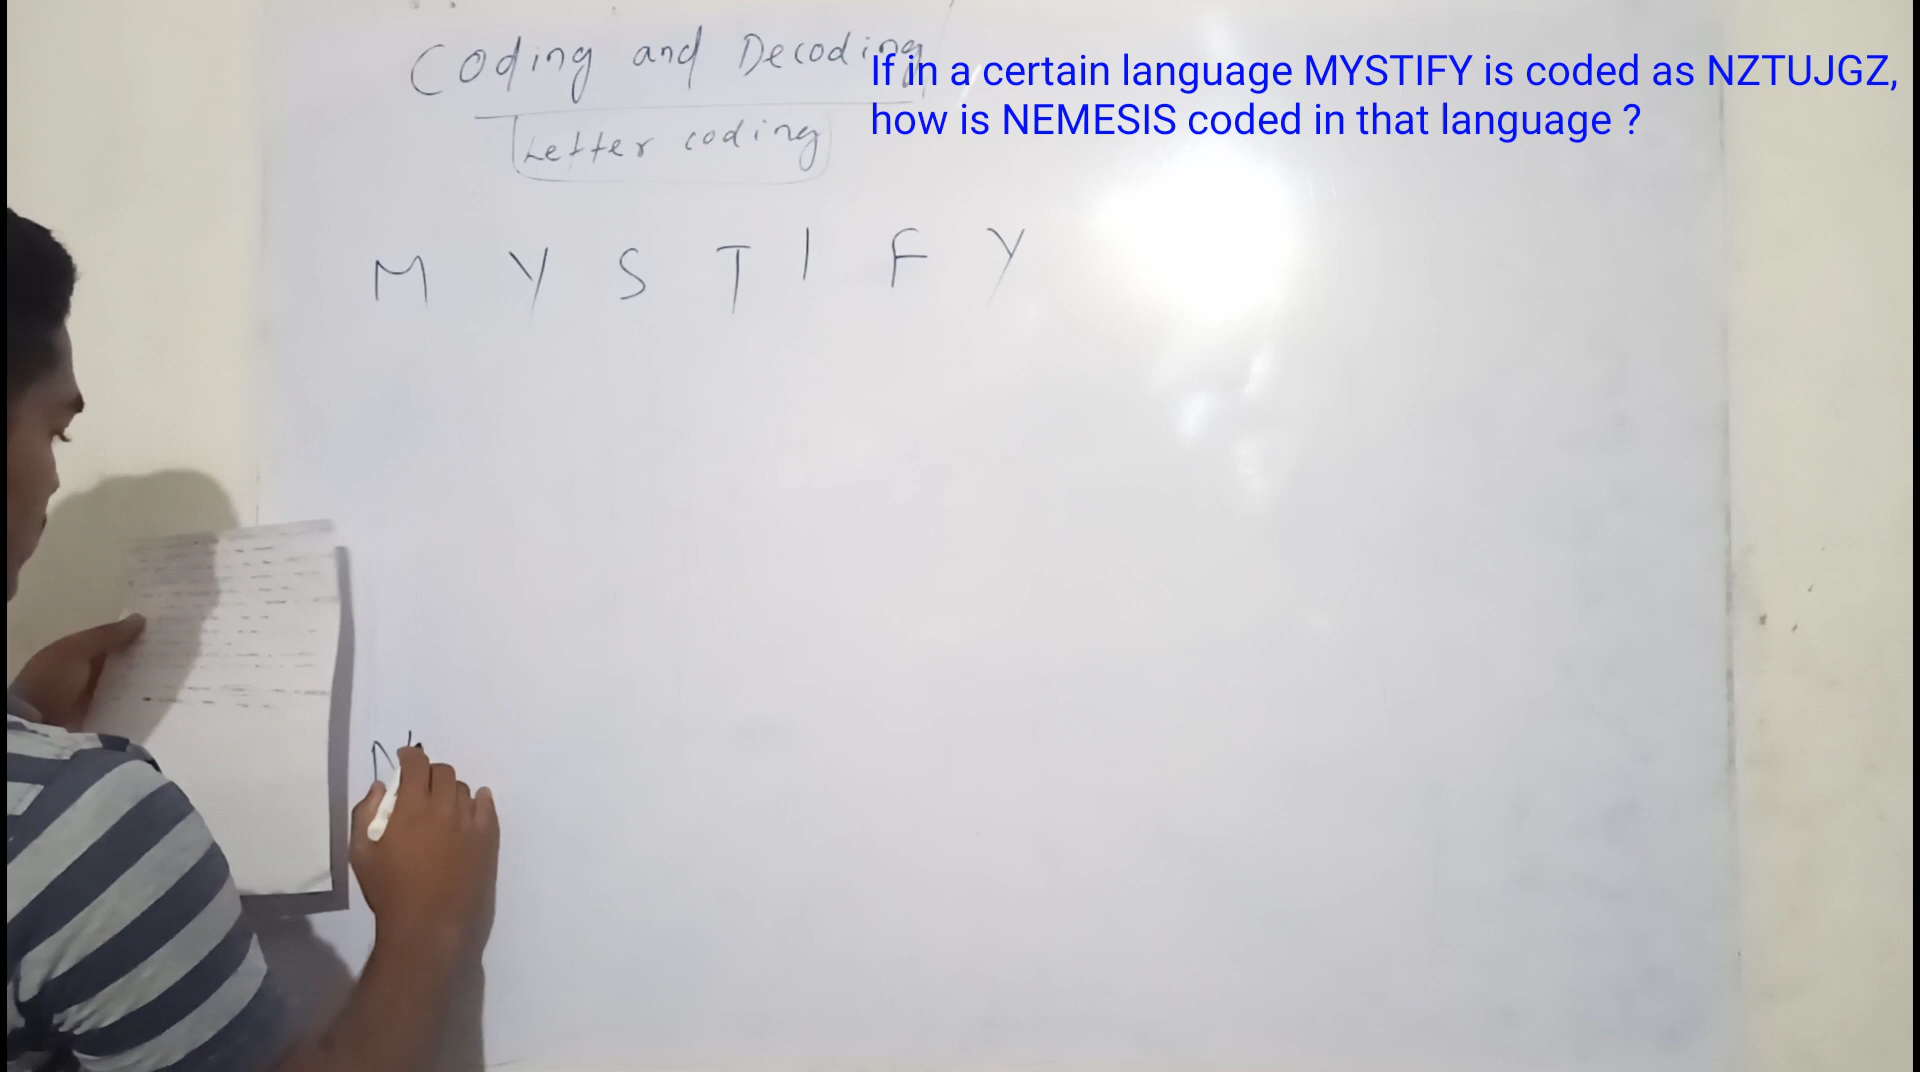 Coding and Decoding
If in a certain language MYSTIFY is coded as NZTUJGZ,
how is NEMESIS coded in that language ?
Letter coding
M Y S T I F Y
N